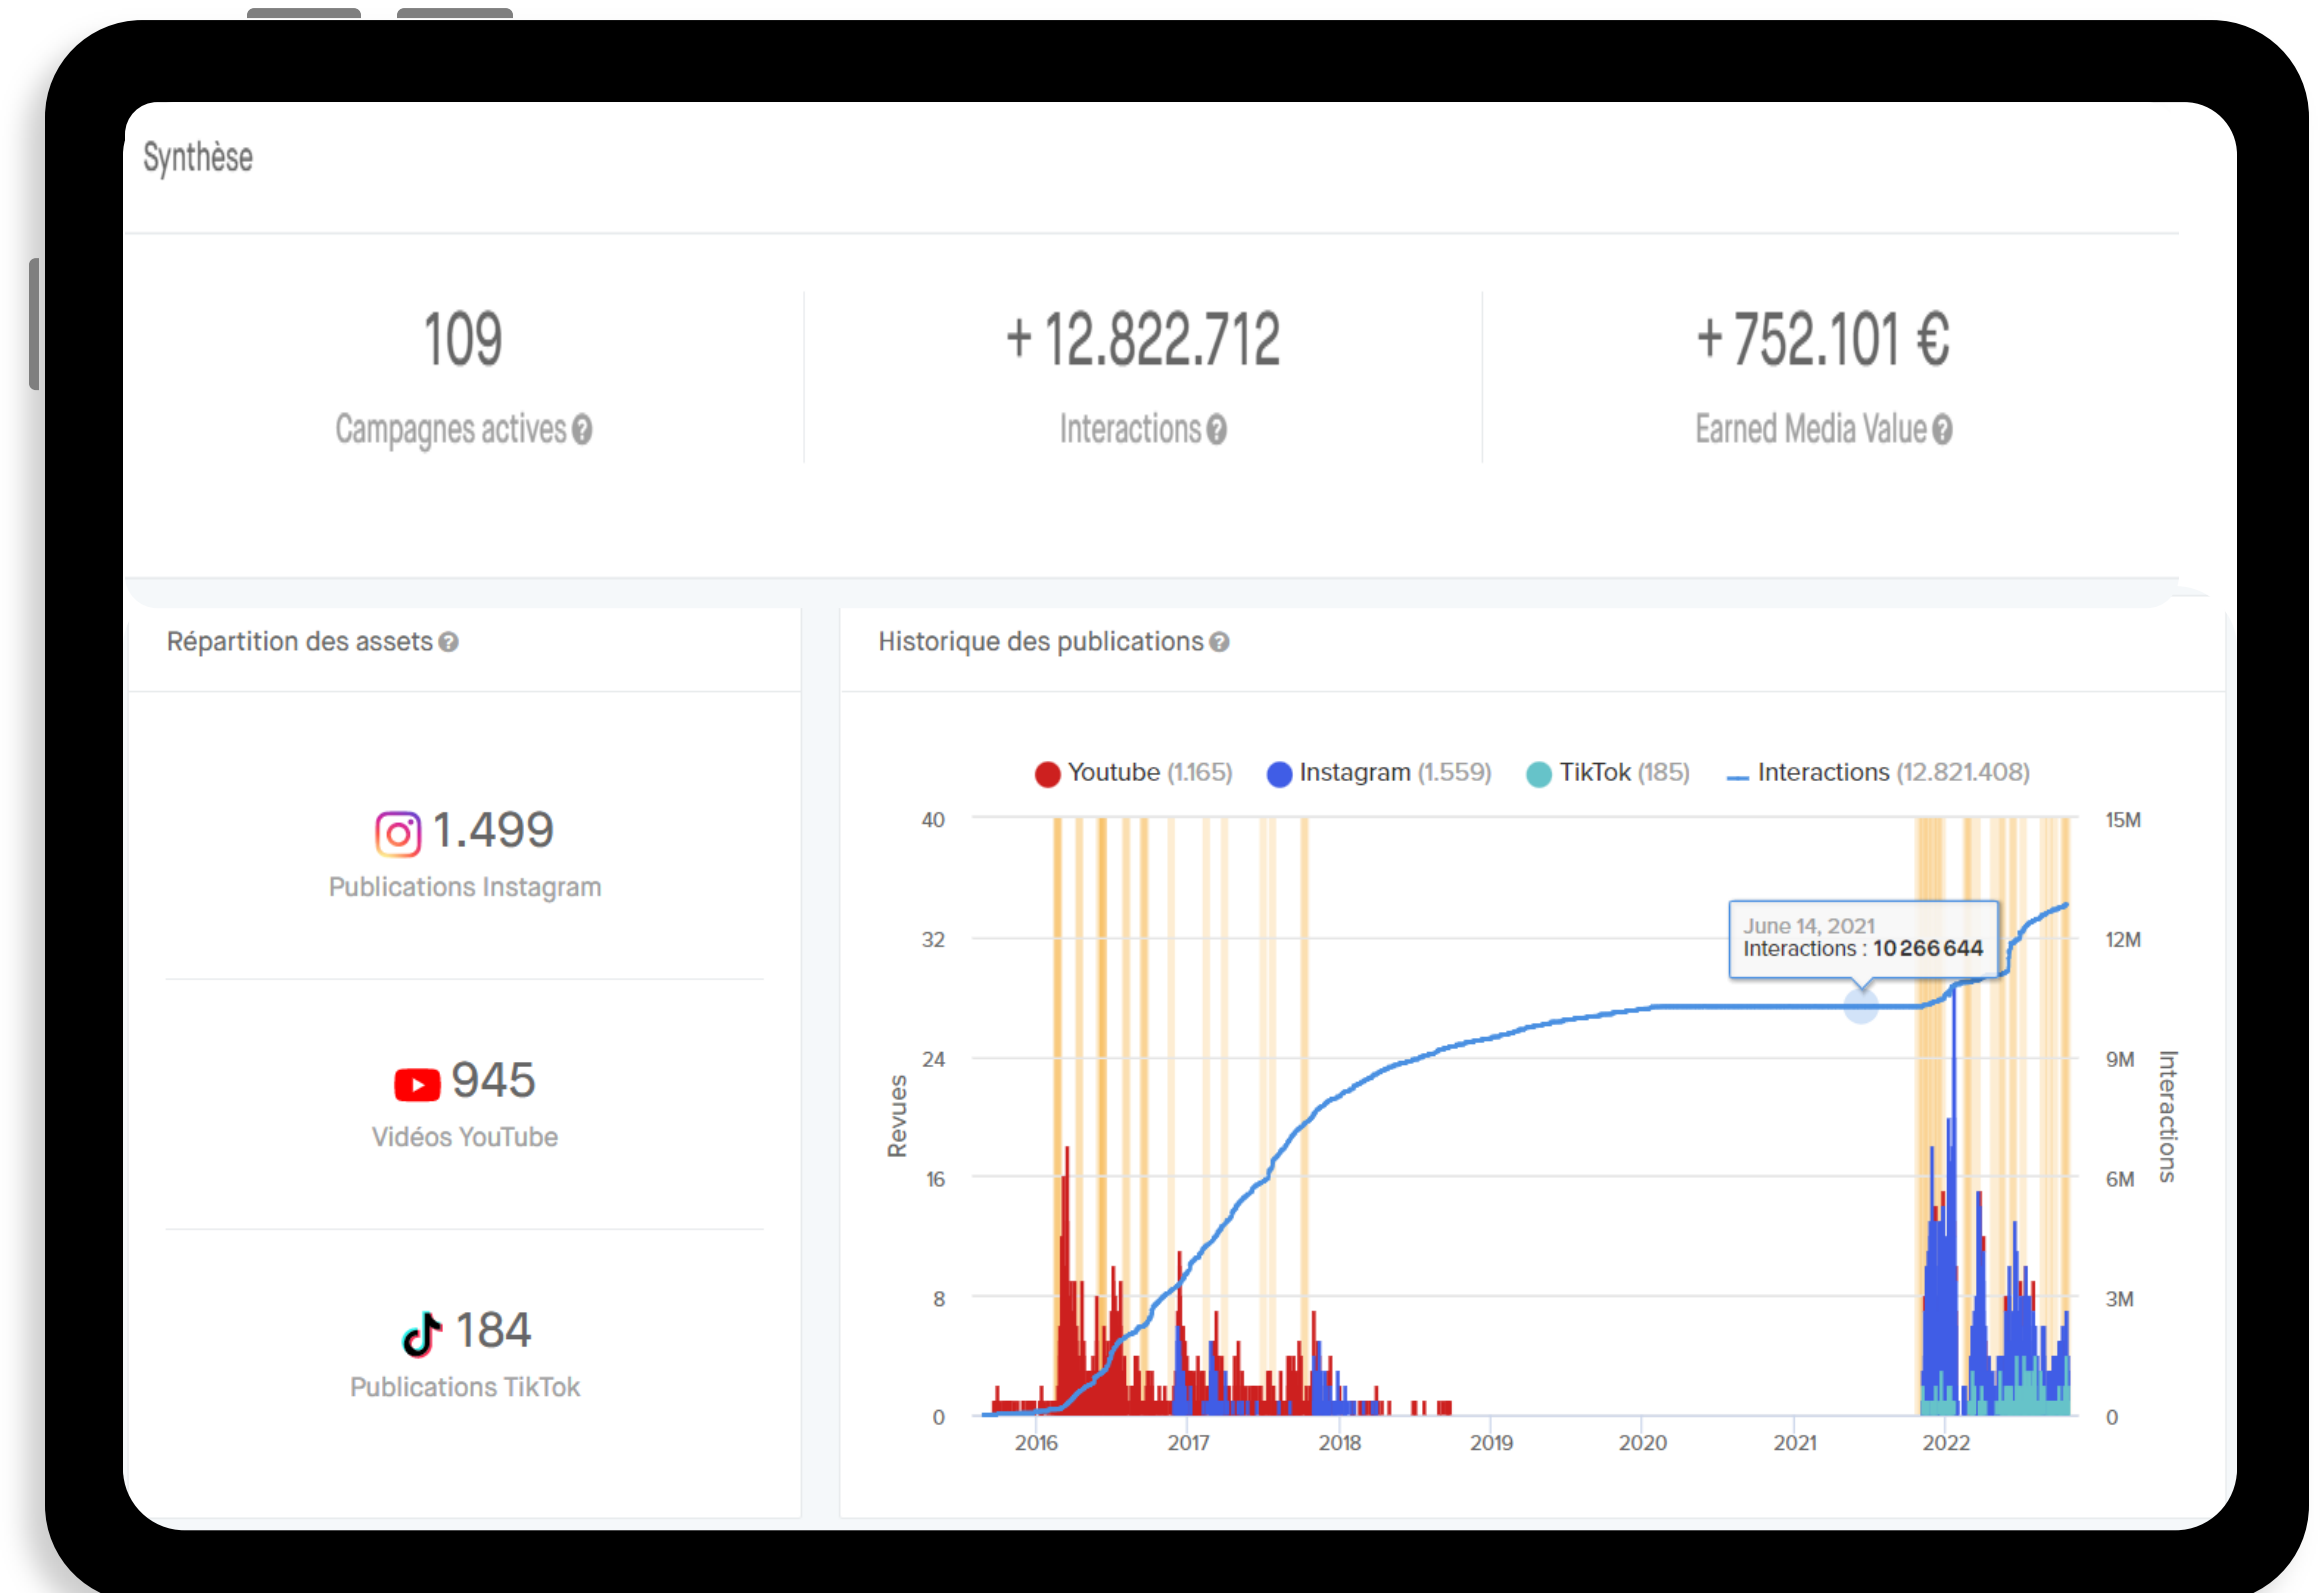 Synthèse
109
Campagnes actives ?
+ 12.822.712
Interactions ?
+ 752.101 €
Earned Media Value ?
Répartition des assets ?
1.499
Publications Instagram
945
Vidéos YouTube
184
Publications TikTok
Historique des publications ?
Youtube (1.165) Instagram (1.559) TikTok (185) Interactions (12.821.408)
40
32
24
16
8
0
Revues
15M
12M
9M
6M
3M
0
Interactions
June 14, 2021
Interactions : 10 266 644
2016 2017 2018 2019 2020 2021 2022